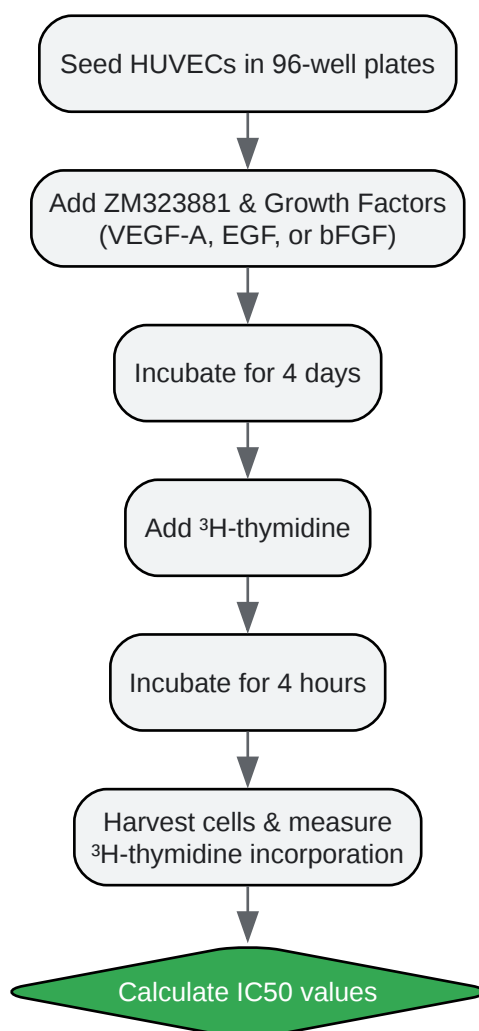 Seed HUVECs in 96-well plates
Add ZM323881 & Growth Factors
(VEGF-A, EGF, or bFGF)
Incubate for 4 days
Add ³H-thymidine
Incubate for 4 hours
Harvest cells & measure
³H-thymidine incorporation
Calculate IC50 values